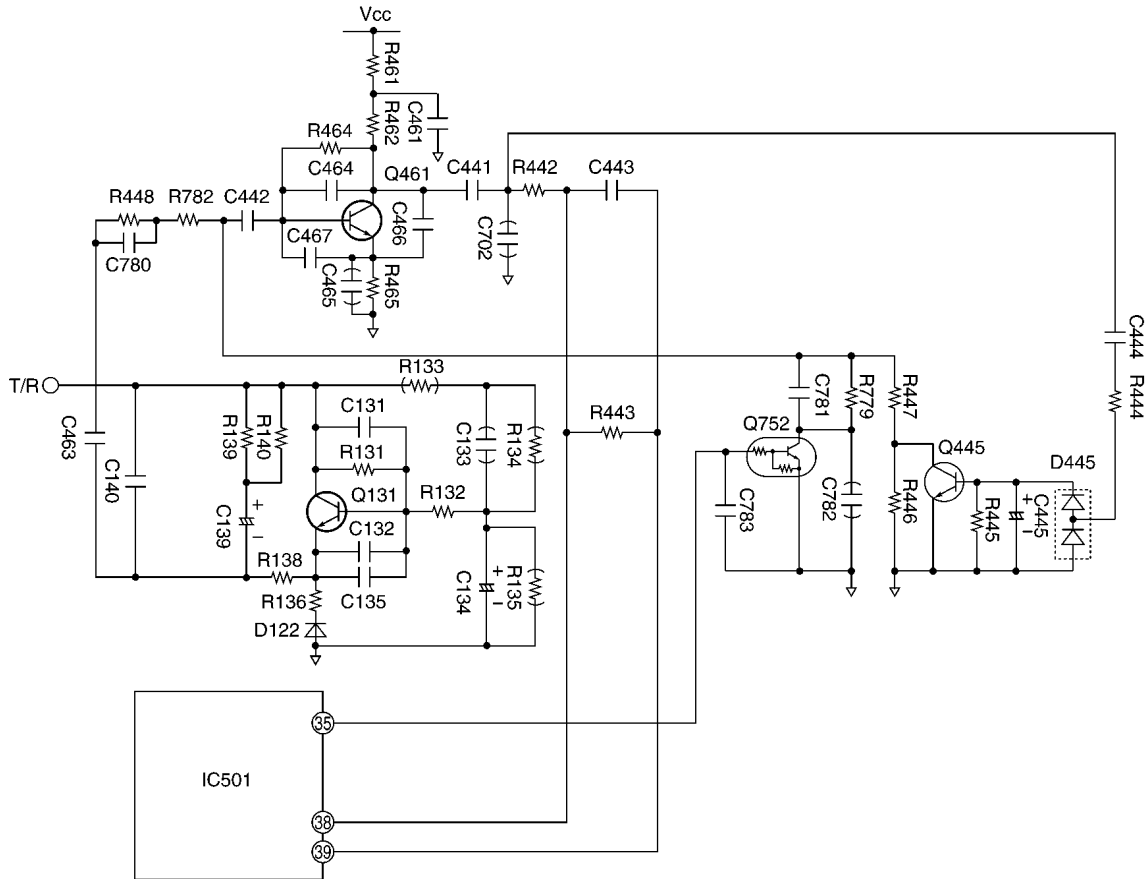 Vcc
R461
R462
C461
R464
C464
Q461
C441
R442
C443
R448
R782
C442
C466
C702
C780
C467
C465
R465
C444
R444
T/R
R133
C463
C140
R139
R140
C131
R131
C133
R134
R443
C781
R779
R447
Q752
Q445
D445
Q131
R132
C139
+
-
C132
C783
C782
R446
R445
C445
+
-
R138
C135
R136
C134
+
-
R135
D122
IC501
35
38
39